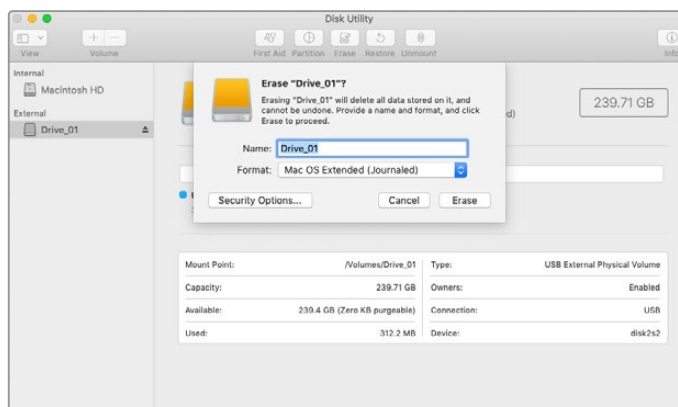 Disk Utility
View
Volume
First Aid Partition Erase Restore Unmount
Info
Internal
Macintosh HD
External
Drive_01
Erase "Drive_01"?
Erasing "Drive_01" will delete all data stored on it, and
cannot be undone. Provide a name and format, and click
Erase to proceed.
239.71 GB
Name: Drive_01
Format: Mac OS Extended (Journaled)
Security Options... Cancel Erase
Mount Point: /Volumes/Drive_01 Type: USB External Physical Volume
Capacity: 239.71 GB Owners: Enabled
Available: 239.4 GB (Zero KB purgeable) Connection: USB
Used: 312.2 MB Device: disk2s2